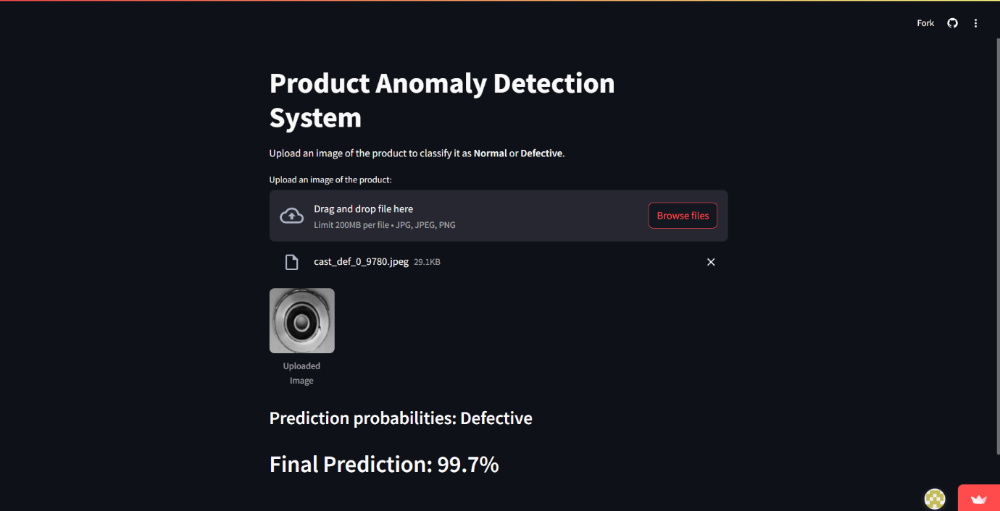 Fork
Product Anomaly Detection
System
Upload an image of the product to classify it as Normal or Defective.
Upload an image of the product:
Drag and drop file here
Limit 200MB per file • JPG, JPEG, PNG
Browse files
cast_def_0_9780.jpeg 29.1KB
Uploaded
Image
Prediction probabilities: Defective
Final Prediction: 99.7%